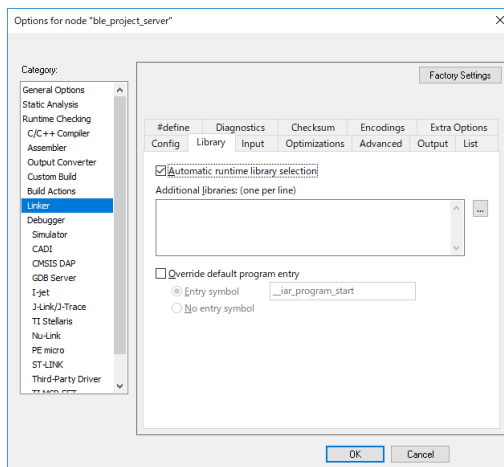 Options for node "ble_project_server"
Category:
General Options
Static Analysis
Runtime Checking
C/C++ Compiler
Assembler
Output Converter
Custom Build
Build Actions
Linker
Debugger
Simulator
CADI
CMSIS DAP
GDB Server
I-jet
J-Link/J-Trace
TI Stellaris
Nu-Link
PE micro
ST-LINK
Third-Party Driver
TI MSP-FET
Factory Settings
#define Diagnostics Checksum Encodings Extra Options
Config Library Input Optimizations Advanced Output List
Automatic runtime library selection
Additional libraries: (one per line)
...
Override default program entry
Entry symbol __iar_program_start
No entry symbol
OK Cancel